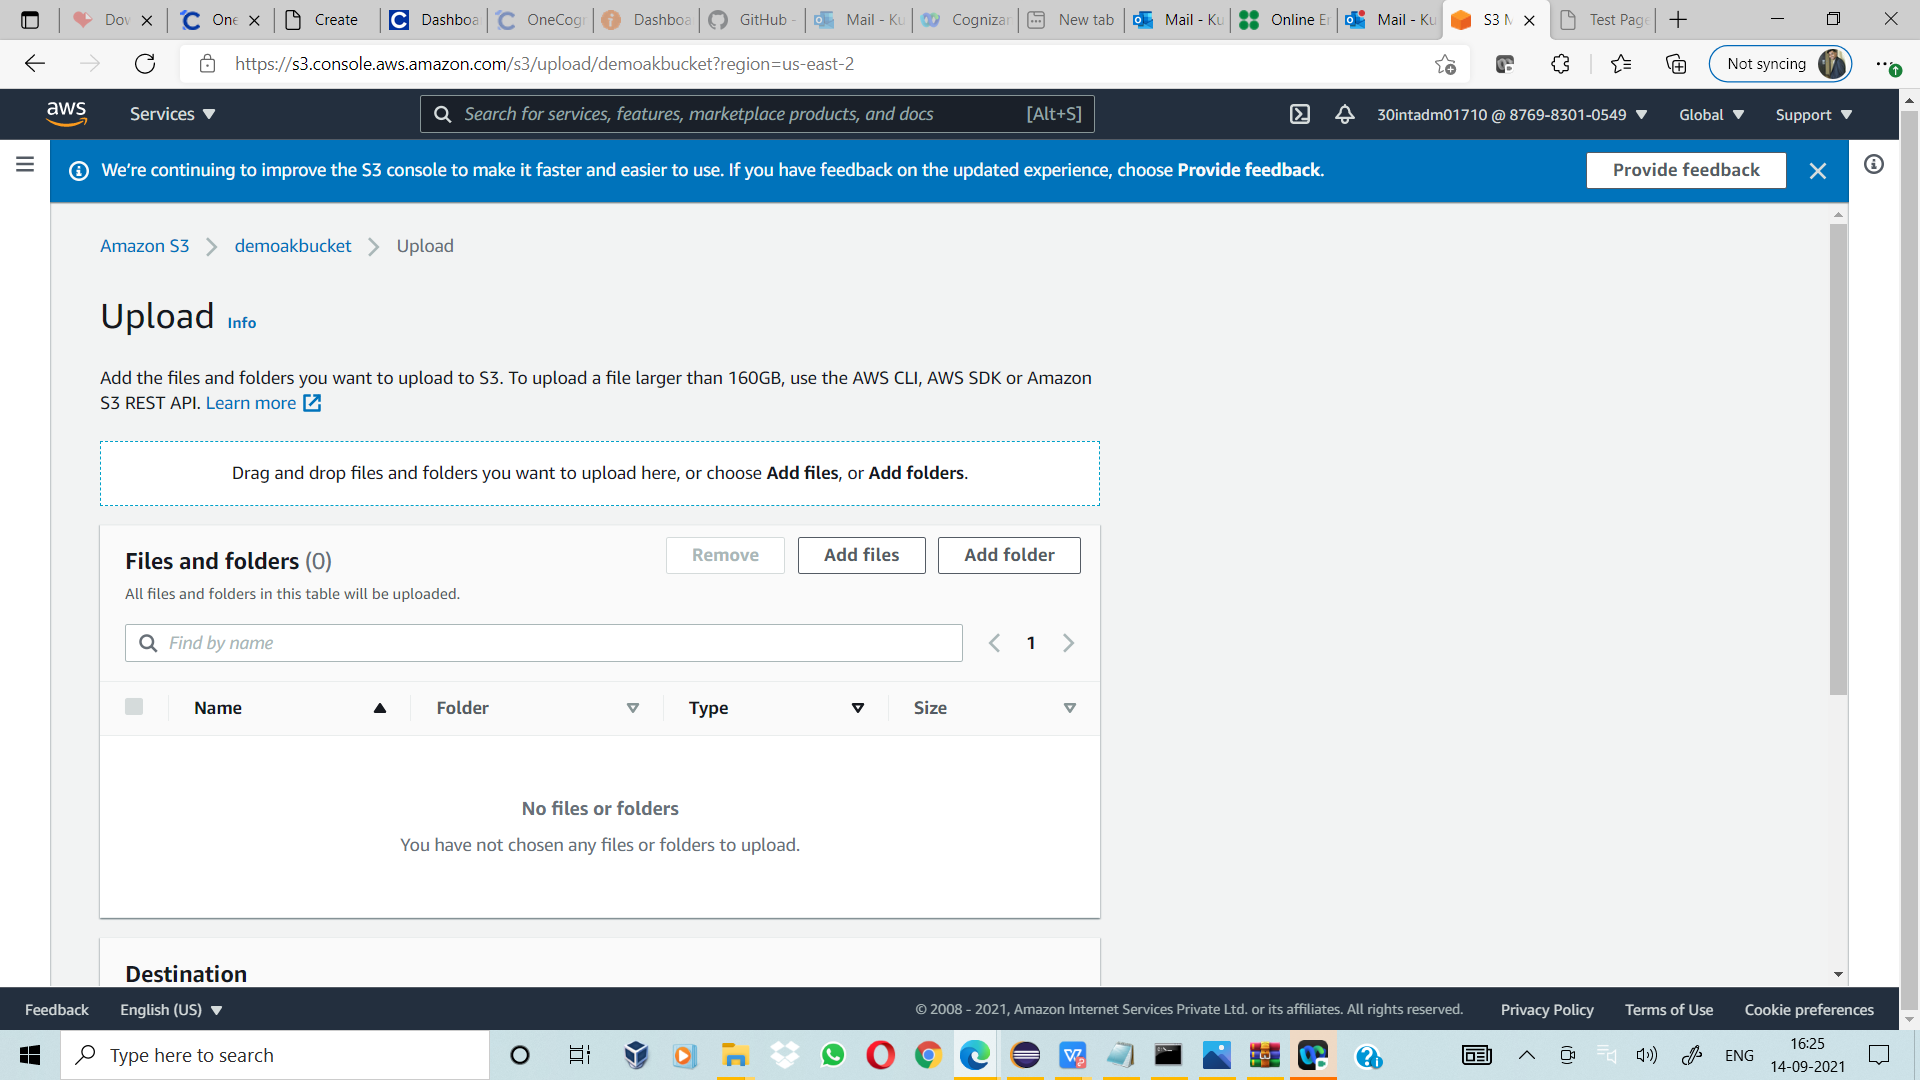 Dov
One
Create
Dashboa
OneCogn
Dashboa
GitHub -
Mail - Ku
Cognizan
New tab
Mail - Ku
Online En
Mail - Ku
S3 M
Test Page
https://s3.console.aws.amazon.com/s3/upload/demoakbucket?region=us-east-2
Not syncing
aws
Services
Search for services, features, marketplace products, and docs
[Alt+S]
30intadm01710 @ 8769-8301-0549
Global
Support
We're continuing to improve the S3 console to make it faster and easier to use. If you have feedback on the updated experience, choose Provide feedback.
Provide feedback
Amazon S3
demoakbucket
Upload
Upload
Info
Add the files and folders you want to upload to S3. To upload a file larger than 160GB, use the AWS CLI, AWS SDK or Amazon
S3 REST API. Learn more
Drag and drop files and folders you want to upload here, or choose Add files, or Add folders.
Files and folders (0)
Remove
Add files
Add folder
All files and folders in this table will be uploaded.
Find by name
1
Name
Folder
Type
Size
No files or folders
You have not chosen any files or folders to upload.
Destination
Feedback
English (US)
© 2008 - 2021, Amazon Internet Services Private Ltd. or its affiliates. All rights reserved.
Privacy Policy
Terms of Use
Cookie preferences
Type here to search
ENG
16:25
14-09-2021